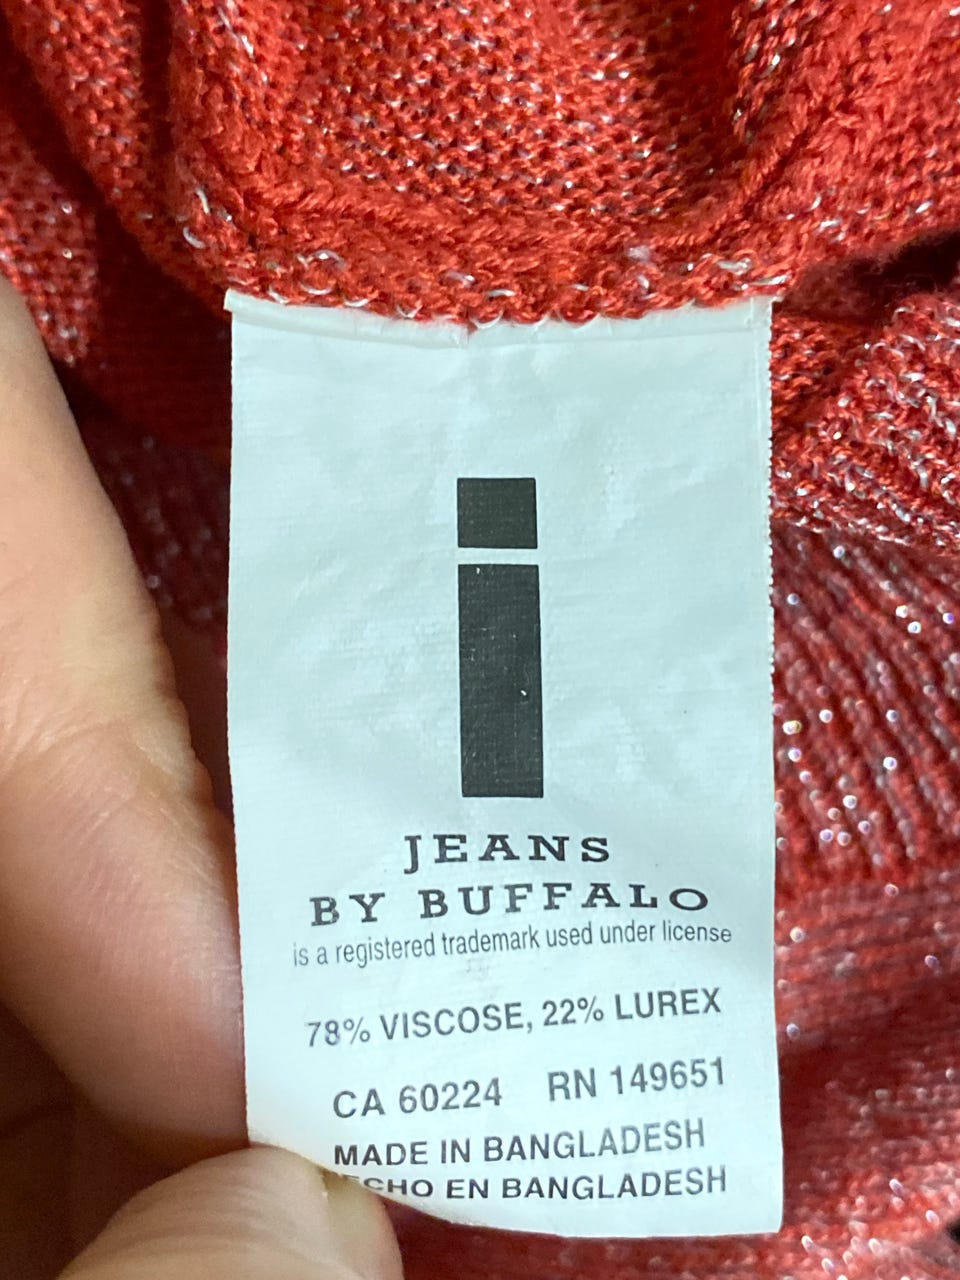 i
JEANS
BY BUFFALO
is a registered trademark used under license
78% VISCOSE, 22% LUREX
CA 60224 RN 149651
MADE IN BANGLADESH
ECHO EN BANGLADESH